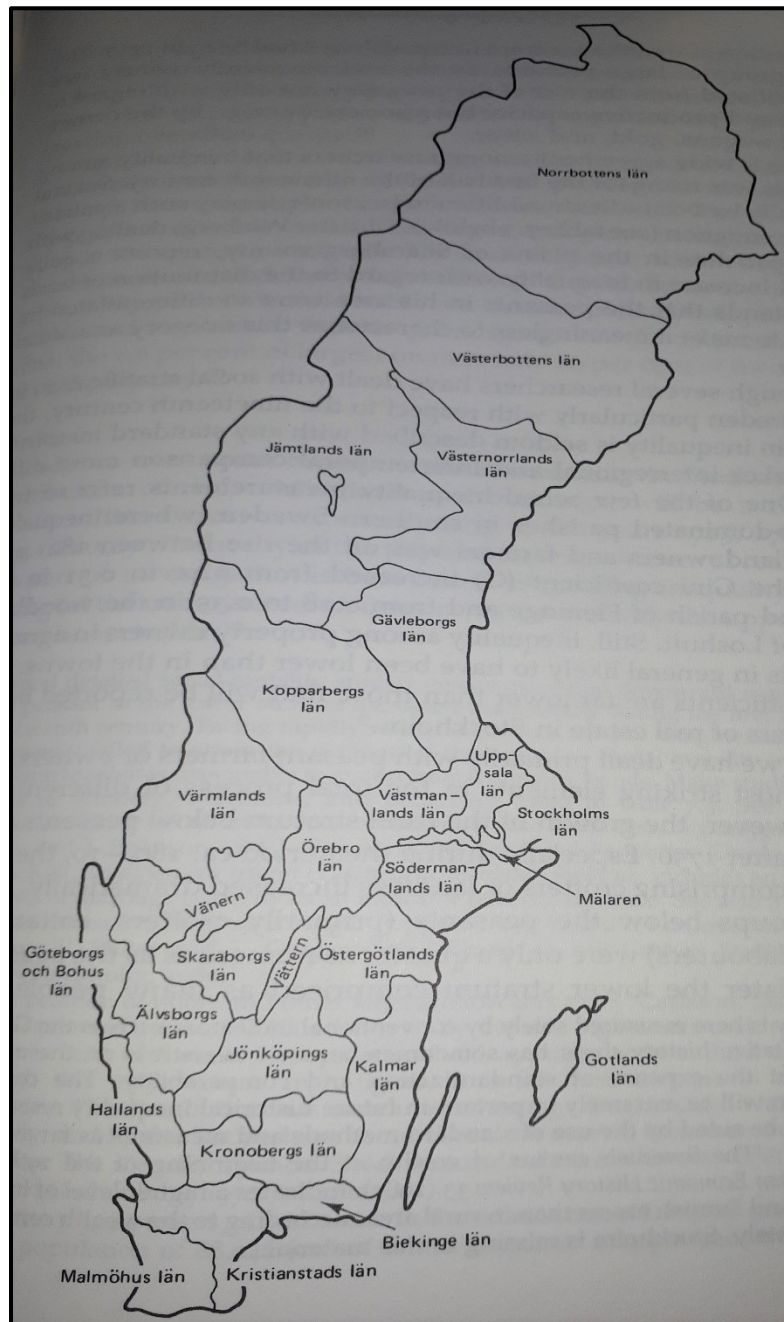 Norrbottens län
Västerbottens län
Jämtlands län
Västernorrlands
län
Gävleborgs
län
Kopparbergs
län
Upp-
sala
län
Värmlands
län
Västman-
lands län
Stockholms
län
Örebro
län
Söderman-
lands län
Mälaren
Vänern
Göteborgs
och Bohus
län
Skaraborgs
län
Vättern
Östergötlands
län
Älvsborgs
län
Jönköpings
län
Kalmar
län
Gotlands
län
Hallands
län
Kronobergs län
Biekinge län
Malmöhus län
Kristianstads län